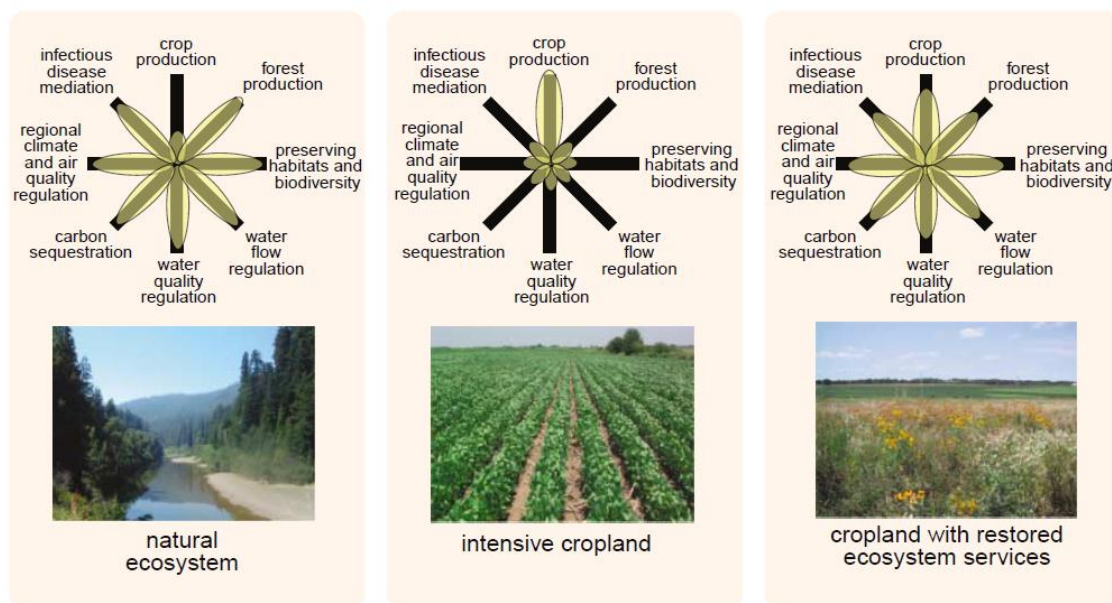 crop
production
infectious
disease
mediation
forest
production
regional
climate
and air
quality
regulation
preserving
habitats and
biodiversity
carbon
sequestration
water
flow
regulation
water
quality
regulation
natural
ecosystem
crop
production
infectious
disease
mediation
forest
production
regional
climate
and air
quality
regulation
preserving
habitats and
biodiversity
carbon
sequestration
water
flow
regulation
water
quality
regulation
intensive cropland
crop
production
infectious
disease
mediation
forest
production
regional
climate
and air
quality
regulation
preserving
habitats and
biodiversity
carbon
sequestration
water
flow
regulation
water
quality
regulation
cropland with restored
ecosystem services